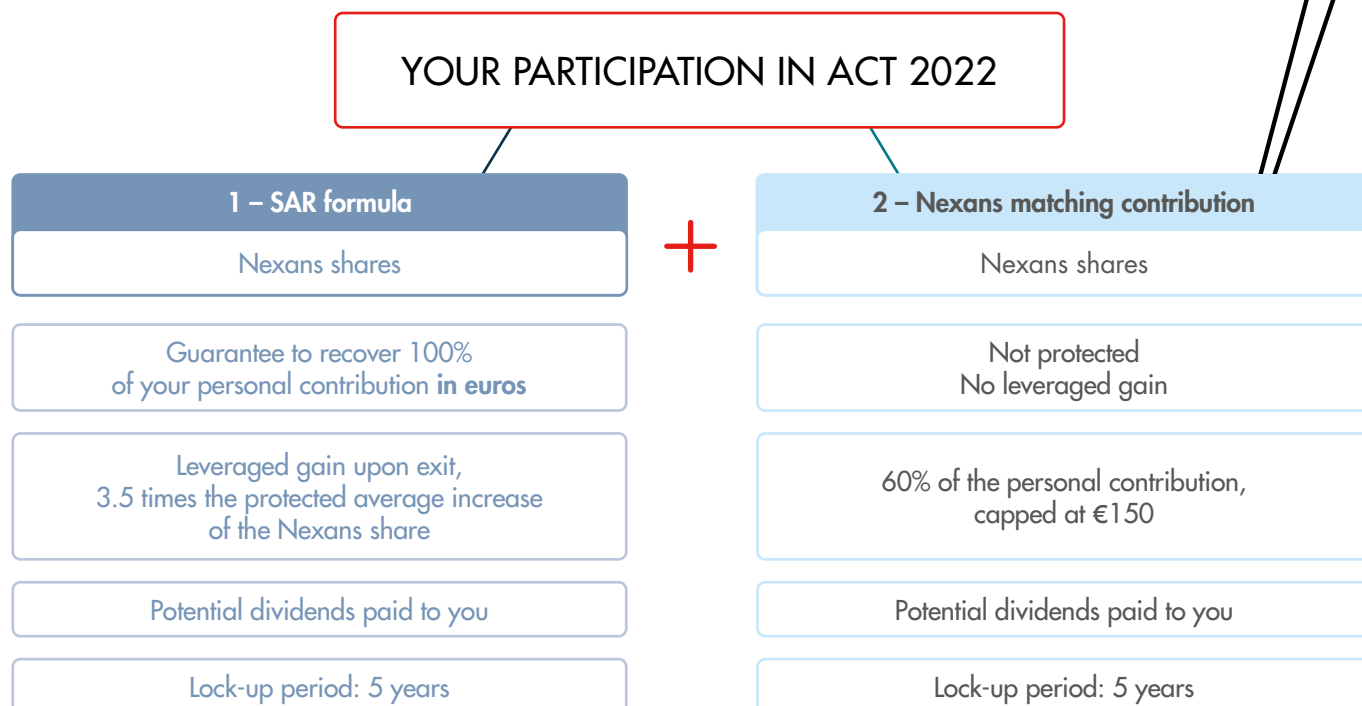 YOUR PARTICIPATION IN ACT 2022
1 – SAR formula
Nexans shares
Guarantee to recover 100%
of your personal contribution in euros
Leveraged gain upon exit,
3.5 times the protected average increase
of the Nexans share
Potential dividends paid to you
Lock-up period: 5 years
+
2 – Nexans matching contribution
Nexans shares
Not protected
No leveraged gain
60% of the personal contribution,
capped at €150
Potential dividends paid to you
Lock-up period: 5 years